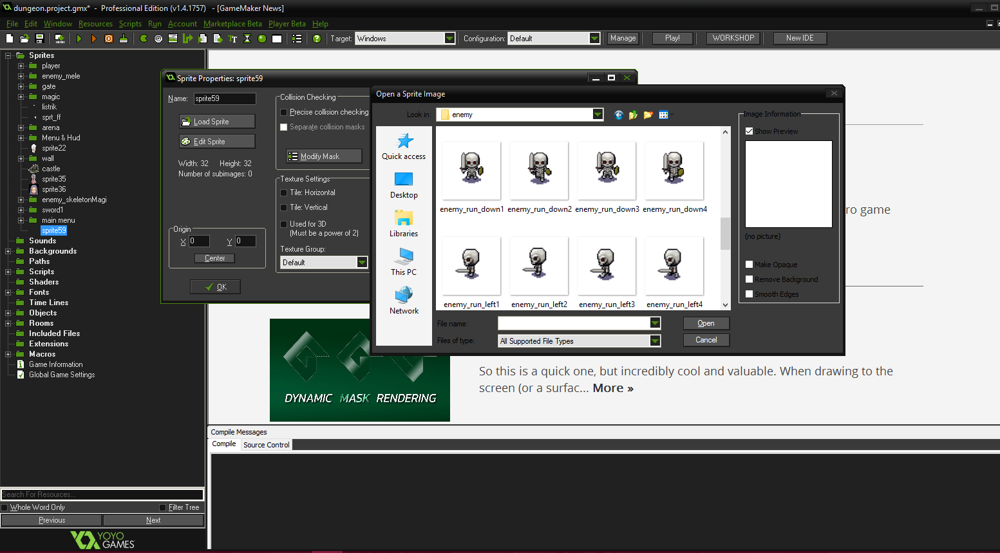 dungeon.project.gmx* - Professional Edition (v1.4.1757) - [GameMaker News]
File Edit Window Resources Scripts Run Account Marketplace Beta Player Beta Help
Target: Windows Configuration: Default Manage Play! WORKSHOP New IDE
Sprites
player
enemy_mele
gate
magic
listrik
sprt_ff
arena
Menu & Hud
sprite22
wall
castle
sprite35
sprite36
enemy_skeletonMagi
sword1
main menu
sprite59
Sounds
Backgrounds
Paths
Scripts
Shaders
Fonts
Time Lines
Objects
Rooms
Included Files
Extensions
Macros
Game Information
Global Game Settings
Search For Resources...
Whole Word Only Filter Tree
Previous Next
YOYO
GAMES
Sprite Properties: sprite59
Name: sprite59
Load Sprite
Edit Sprite
Width: 32 Height: 32
Number of subimages: 0
Origin
X 0 Y 0
Center
OK
Collision Checking
Precise collision checking
Separate collision masks
Modify Mask
Texture Settings
Tile: Horizontal
Tile: Vertical
Used for 3D
(Must be a power of 2)
Texture Group:
Default
Open a Sprite Image
Look in: enemy
Quick access
Desktop
Libraries
This PC
Network
enemy_run_down1 enemy_run_down2 enemy_run_down3 enemy_run_down4
enemy_run_left1 enemy_run_left2 enemy_run_left3 enemy_run_left4
File name:
Open
Files of type: All Supported File Types
Cancel
Image Information
Show Preview
(no picture)
Make Opaque
Remove Background
Smooth Edges
ro game
DYNAMIC MASK RENDERING
So this is a quick one, but incredibly cool and valuable. When drawing to the
screen (or a surfac... More »
Compile Messages
Compile Source Control